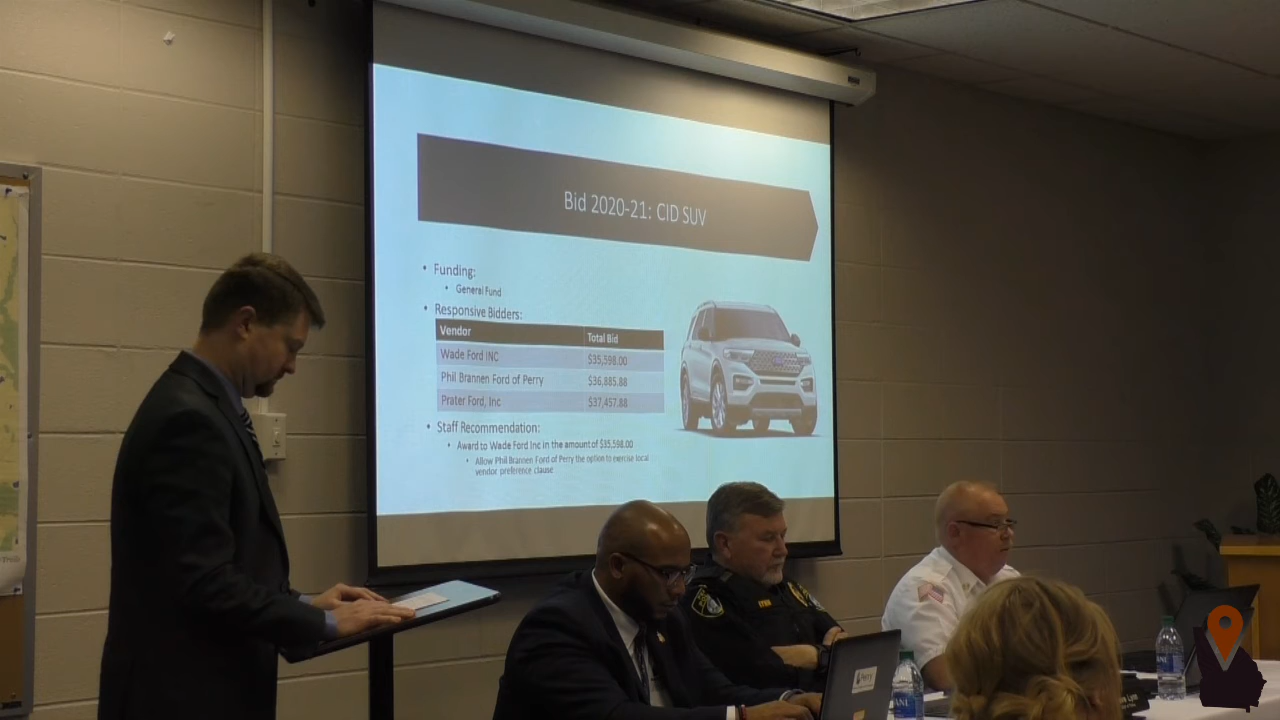 Bid 2020-21: CID SUV
• Funding:
• General Fund
• Responsive Bidders:
Vendor Total Bid
Wade Ford INC $35,598.00
Phil Brannen Ford of Perry $36,885.88
Prater Ford, Inc $37,457.88
• Staff Recommendation:
• Award to Wade Ford Inc in the amount of $35,598.00
• Allow Phil Brannen Ford of Perry the option to exercise local
vendor preference clause
Perry